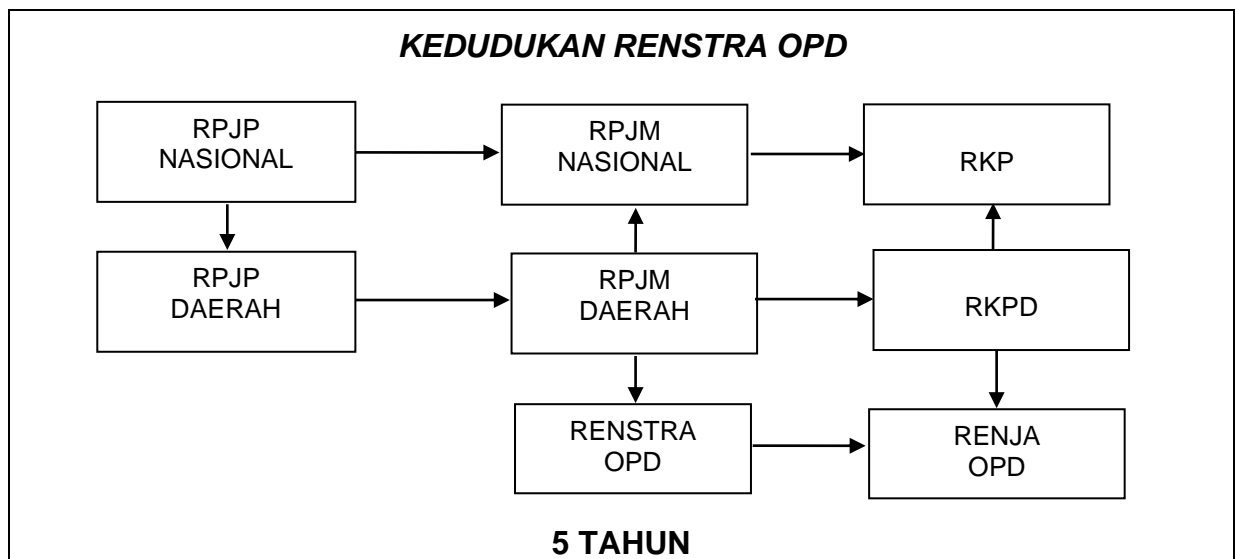 KEDUDUKAN RENSTRA OPD
RPJP
NASIONAL
RPJM
NASIONAL
RKP
RPJP
DAERAH
RPJM
DAERAH
RKPD
RENSTRA
OPD
RENJA
OPD
5 TAHUN